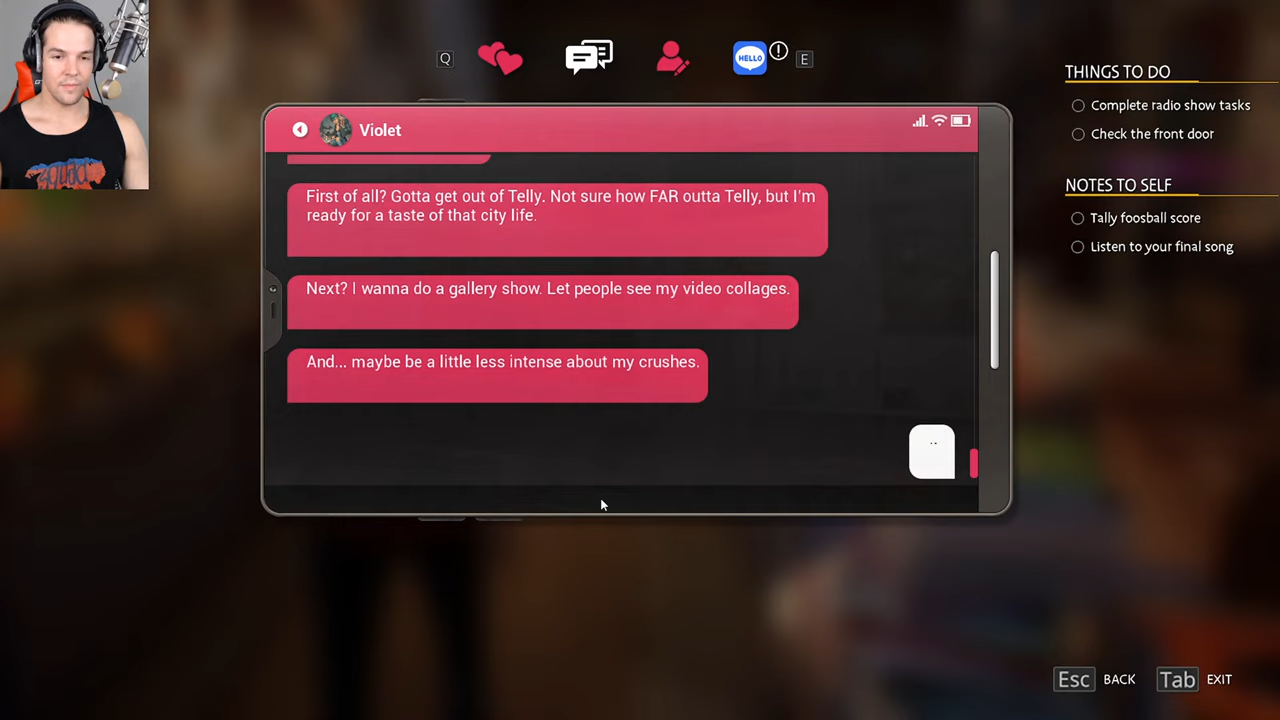 Q
HELLO
!
E
THINGS TO DO
Complete radio show tasks
Check the front door
NOTES TO SELF
Tally foosball score
Listen to your final song
Violet
First of all? Gotta get out of Telly. Not sure how FAR outta Telly, but I'm
ready for a taste of that city life.
Next? I wanna do a gallery show. Let people see my video collages.
And... maybe be a little less intense about my crushes.
..
Esc BACK Tab EXIT